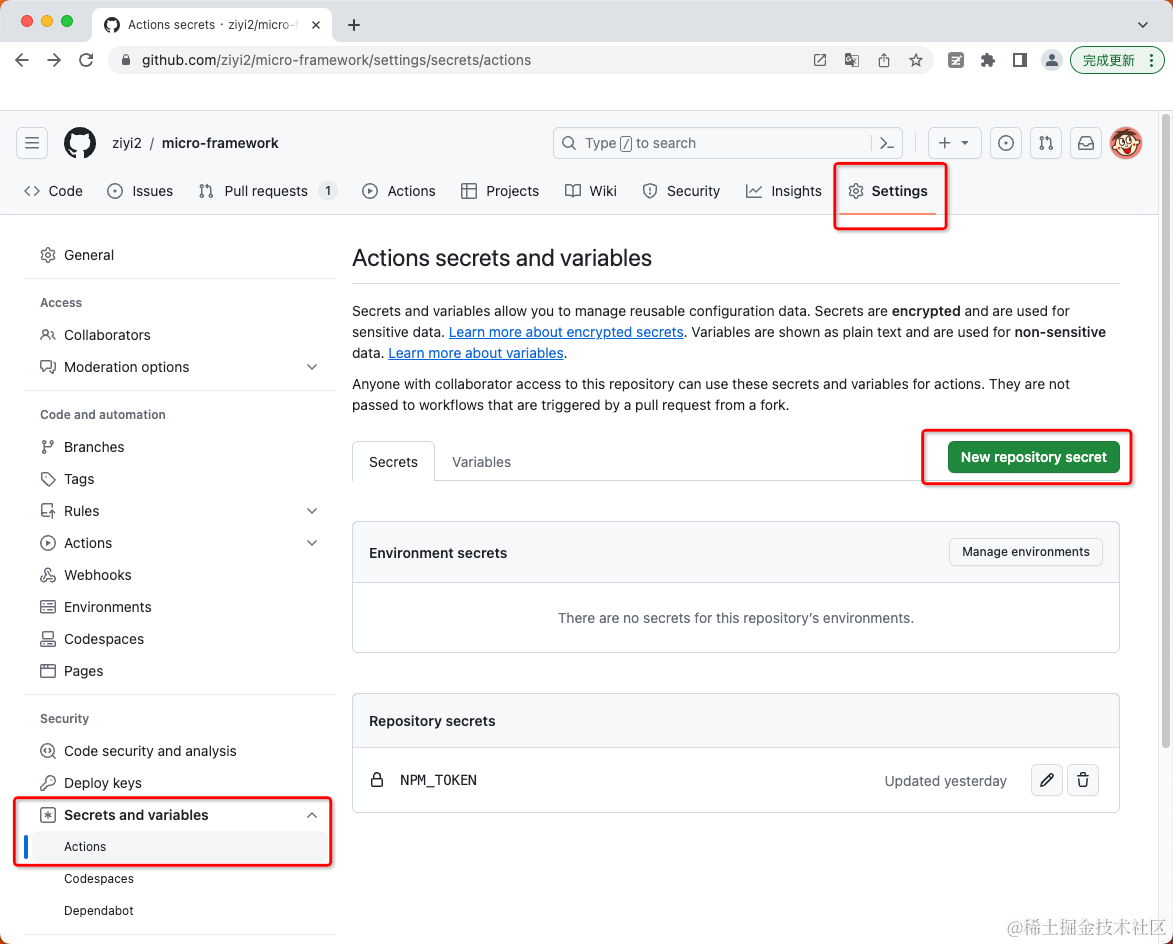 Actions secrets · ziyi2/micro-f
github.com/ziyi2/micro-framework/settings/secrets/actions
完成更新
ziyi2 / micro-framework
Type / to search
Code Issues Pull requests 1 Actions Projects Wiki Security Insights Settings
General
Access
Collaborators
Moderation options
Code and automation
Branches
Tags
Rules
Actions
Webhooks
Environments
Codespaces
Pages
Security
Code security and analysis
Deploy keys
Secrets and variables
Actions
Codespaces
Dependabot
Actions secrets and variables
Secrets and variables allow you to manage reusable configuration data. Secrets are encrypted and are used for
sensitive data. Learn more about encrypted secrets. Variables are shown as plain text and are used for non-sensitive
data. Learn more about variables.
Anyone with collaborator access to this repository can use these secrets and variables for actions. They are not
passed to workflows that are triggered by a pull request from a fork.
Secrets Variables New repository secret
Environment secrets Manage environments
There are no secrets for this repository's environments.
Repository secrets
NPM_TOKEN Updated yesterday
@稀土掘金技术社区